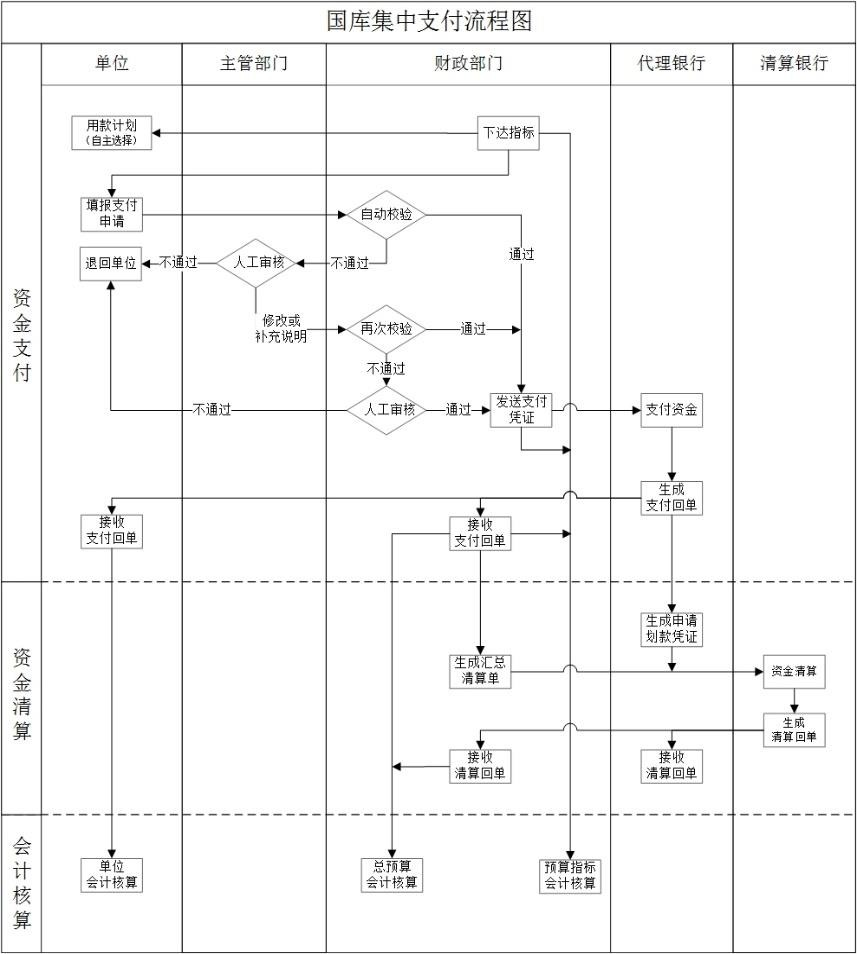 国库集中支付流程图
单位
主管部门
财政部门
代理银行
清算银行
资金支付
用款计划
（自主选择）
下达指标
填报支付
申请
自动校验
通过
退回单位
不通过
人工审核
不通过
修改或
补充说明
再次校验
通过
不通过
不通过
人工审核
通过
发送支付
凭证
支付资金
生成
支付回单
接收
支付回单
接收
支付回单
资金清算
生成申请
划款凭证
生成汇总
清算单
资金清算
生成
清算回单
接收
清算回单
接收
清算回单
会计核算
单位
会计核算
总预算
会计核算
预算指标
会计核算